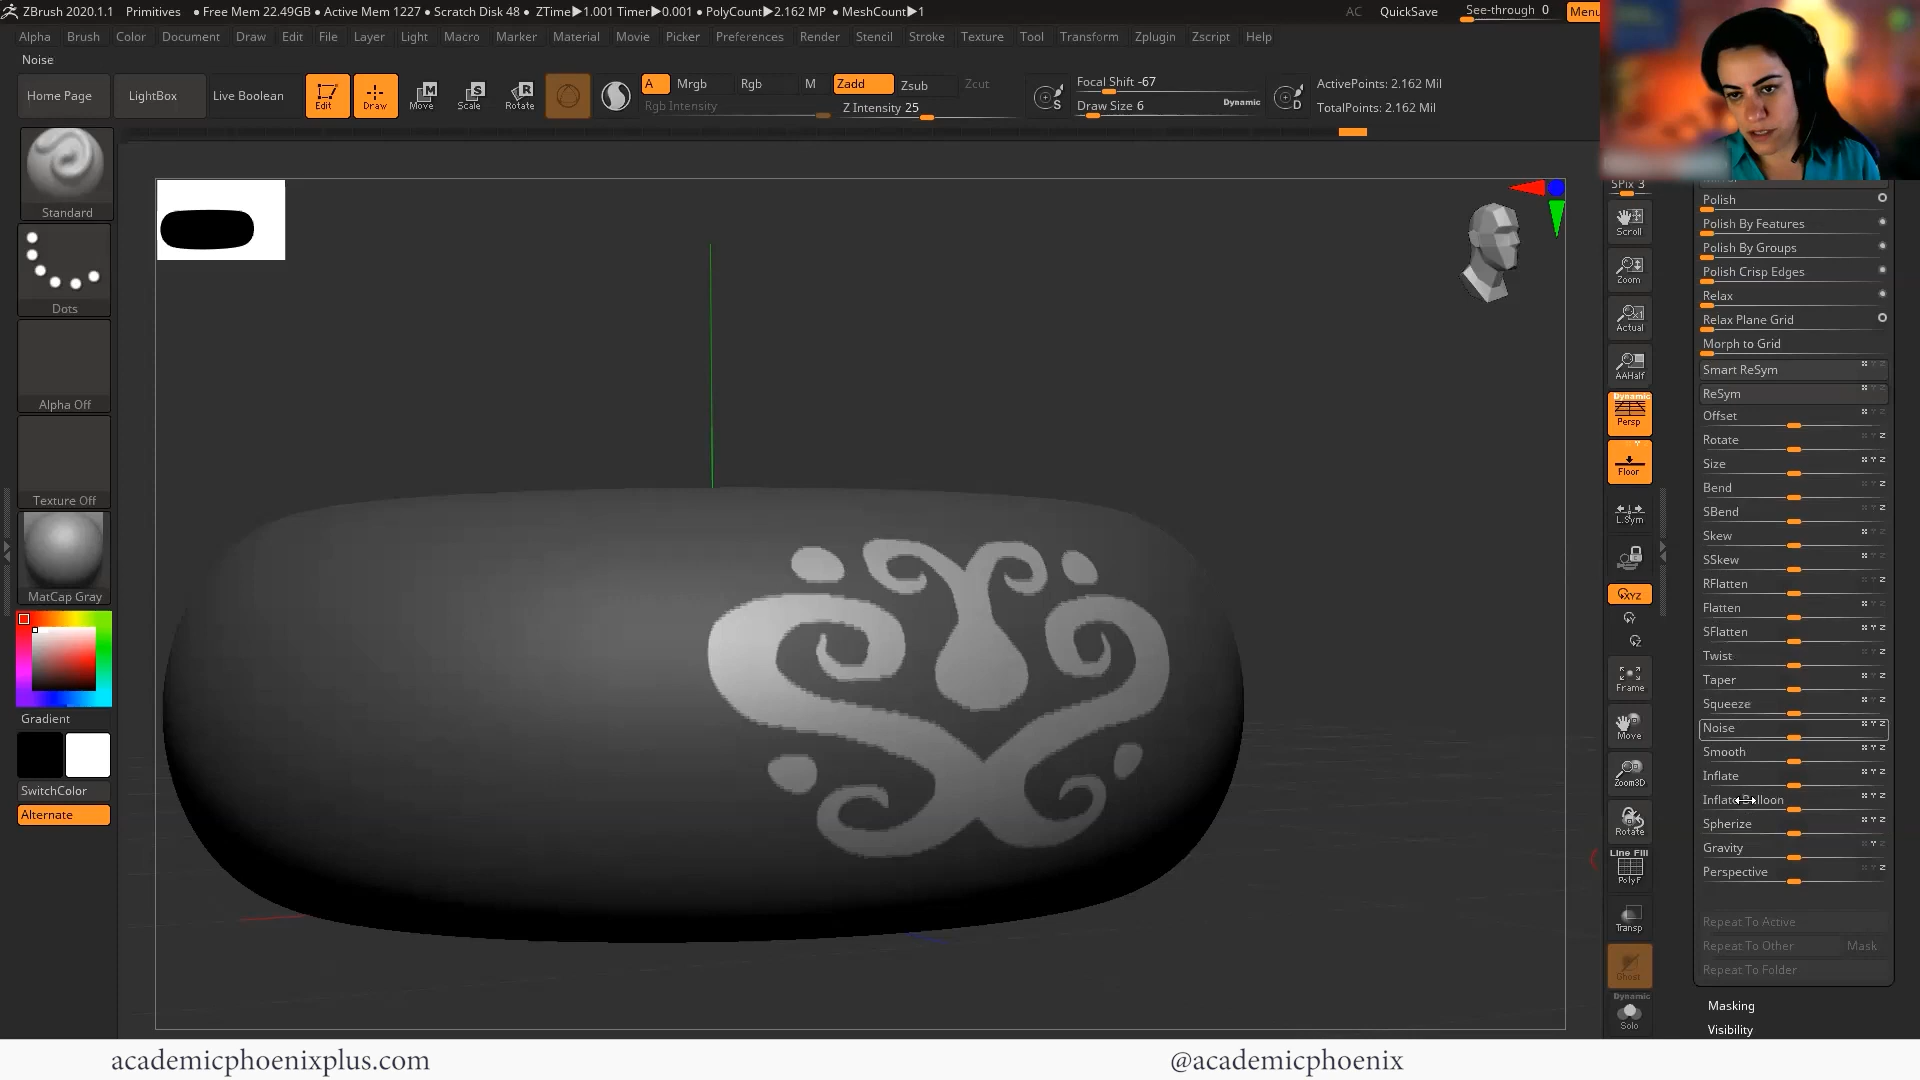 ZBrush 2020.1.1 Primitives ● Free Mem 22.49GB ● Active Mem 1227 ● Scratch Disk 48 ● ZTime▶1.001 Timer▶0.001 ● PolyCount▶2.162 MP ● MeshCount▶1
AC QuickSave See-through 0 Menu
Alpha Brush Color Document Draw Edit File Layer Light Macro Marker Material Movie Picker Preferences Render Stencil Stroke Texture Tool Transform Zplugin Zscript Help
Noise
Home Page LightBox Live Boolean Edit Draw Move Scale Rotate
A Mrgb Rgb M Zadd Zsub Zcut
Rgb Intensity Z Intensity 25
Focal Shift -67
Draw Size 6 Dynamic
ActivePoints: 2.162 Mil
TotalPoints: 2.162 Mil
Standard
Dots
Alpha Off
Texture Off
MatCap Gray
Gradient
SwitchColor
Alternate
SPix 3
Scroll
Zoom
Actual
AAHalf
Dynamic
Persp
Floor
L.Sym
XYZ
Frame
Move
Zoom3D
Rotate
Line Fill
PolyF
Transp
Ghost
Dynamic
Solo
Polish
Polish By Features
Polish By Groups
Polish Crisp Edges
Relax
Relax Plane Grid
Morph to Grid
Smart ReSym
ReSym
Offset
Rotate
Size
Bend
SBend
Skew
SSkew
RFlatten
Flatten
SFlatten
Twist
Taper
Squeeze
Noise
Smooth
Inflate
Inflate Balloon
Spherize
Gravity
Perspective
Repeat To Active
Repeat To Other Mask
Repeat To Folder
Masking
Visibility
academicphoenixplus.com @academicphoenix